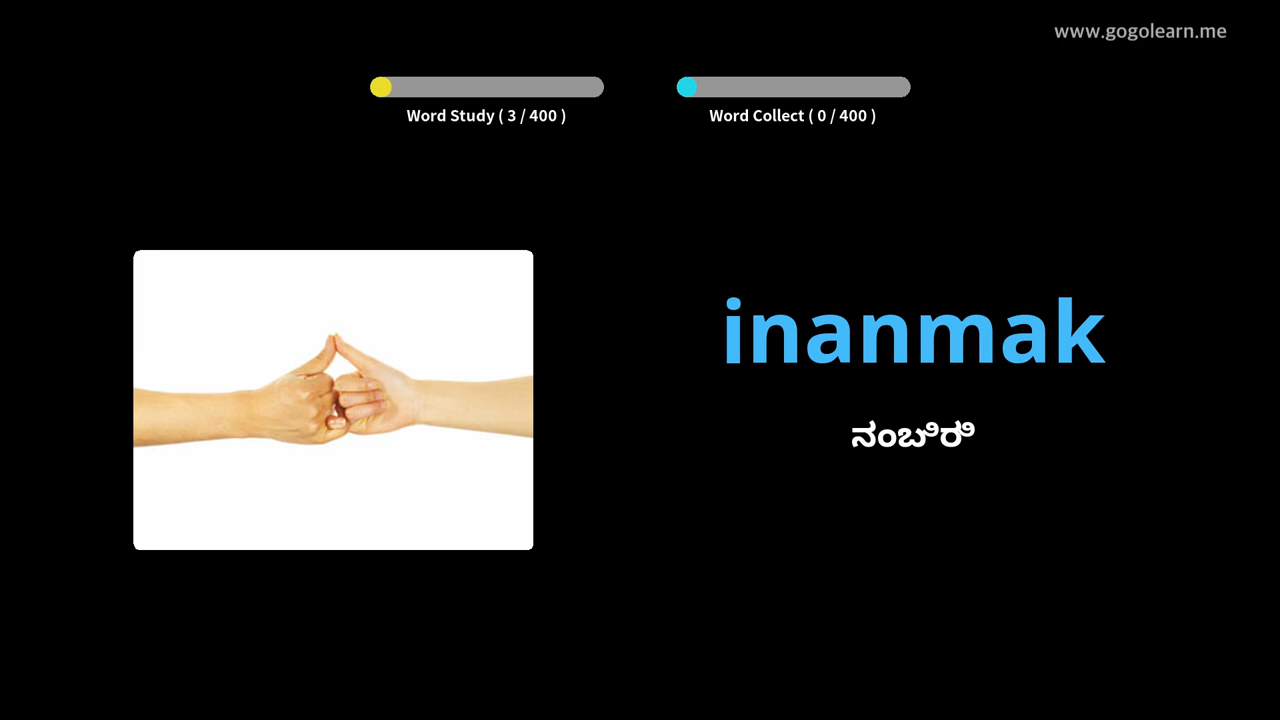 www.gogolearn.me
Word Study ( 3 / 400 )
Word Collect ( 0 / 400 )
inanmak
ನಂಬಿರಿ